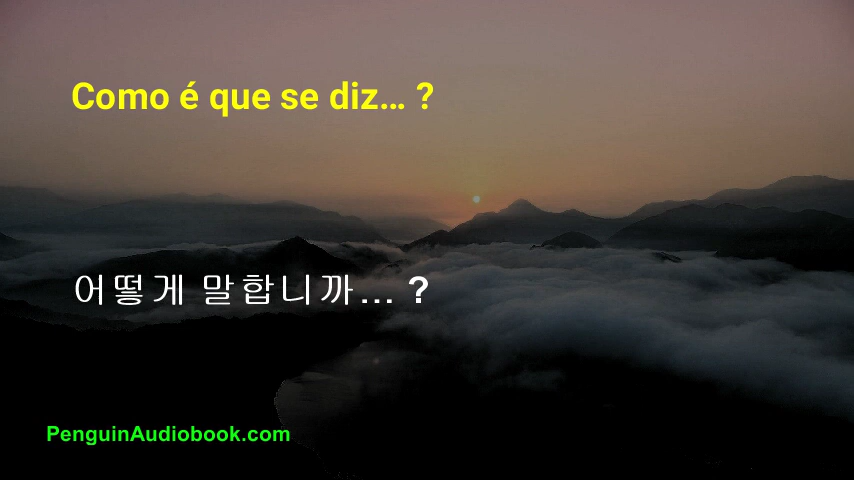 Como é que se diz... ?
어떻게 말합니까... ?
PenguinAudiobook.com